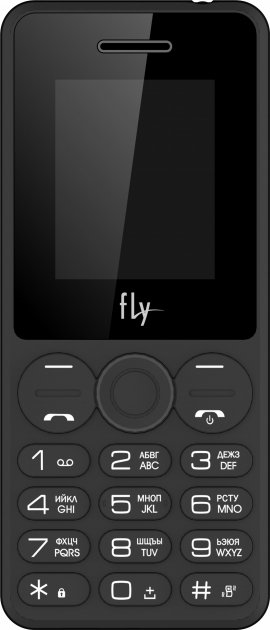 fly
1
2 АБВГ ABC
3 ДЕЖЗ DEF
4 ИЙКЛ GHI
5 МНОП JKL
6 РСТУ MNO
7 ФХЦЧ PQRS
8 ШЩЪЫ TUV
9 ЬЭЮЯ WXYZ
* 0 + #